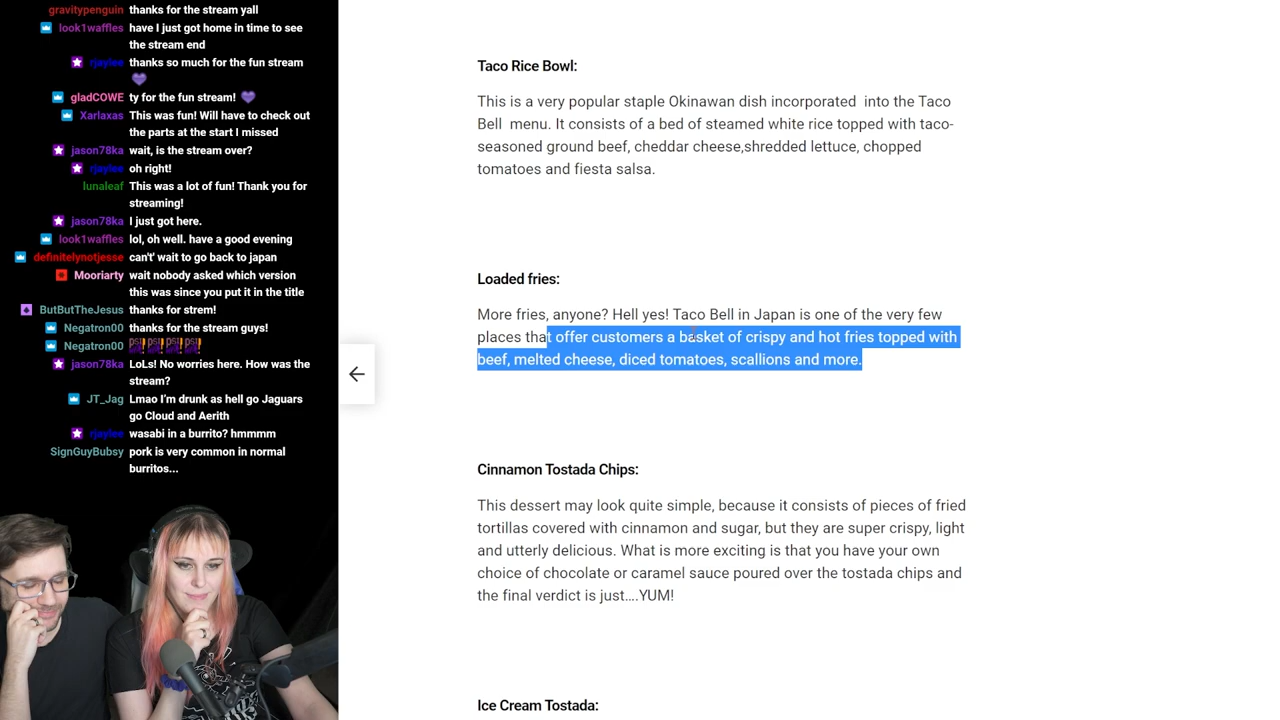 gravitypenguin thanks for the stream yall
look1waffles have I just got home in time to see
the stream end
rjaylee thanks so much for the fun stream
gladCOWE ty for the fun stream!
Xarlaxas This was fun! Will have to check out
the parts at the start I missed
jason78ka wait, is the stream over?
rjaylee oh right!
lunaleaf This was a lot of fun! Thank you for
streaming!
jason78ka I just got here.
look1waffles lol, oh well. have a good evening
definitelynotjesse can't' wait to go back to japan
Mooriarty wait nobody asked which version
this was since you put it in the title
ButButTheJesus thanks for strem!
Negatron00 thanks for the stream guys!
Negatron00
jason78ka LoLs! No worries here. How was the
stream?
JT_Jag Lmao I'm drunk as hell go Jaguars
go Cloud and Aerith
rjaylee wasabi in a burrito? hmmmm
SignGuyBubsy pork is very common in normal
burritos...
Taco Rice Bowl:
This is a very popular staple Okinawan dish incorporated into the Taco
Bell menu. It consists of a bed of steamed white rice topped with taco-
seasoned ground beef, cheddar cheese,shredded lettuce, chopped
tomatoes and fiesta salsa.
Loaded fries:
More fries, anyone? Hell yes! Taco Bell in Japan is one of the very few
places that offer customers a basket of crispy and hot fries topped with
beef, melted cheese, diced tomatoes, scallions and more.
Cinnamon Tostada Chips:
This dessert may look quite simple, because it consists of pieces of fried
tortillas covered with cinnamon and sugar, but they are super crispy, light
and utterly delicious. What is more exciting is that you have your own
choice of chocolate or caramel sauce poured over the tostada chips and
the final verdict is just….YUM!
Ice Cream Tostada: